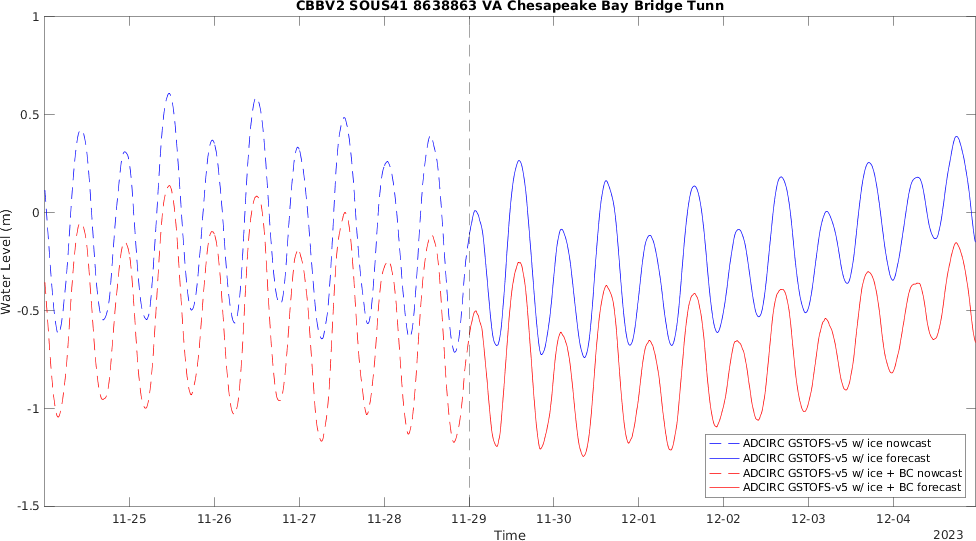 CBBV2 SOUS41 8638863 VA Chesapeake Bay Bridge Tunn
1
0.5
0
-0.5
-1
-1.5
Water Level (m)
11-25 11-26 11-27 11-28 11-29 11-30 12-01 12-02 12-03 12-04
Time
2023
ADCIRC GSTOFS-v5 w/ ice nowcast
ADCIRC GSTOFS-v5 w/ ice forecast
ADCIRC GSTOFS-v5 w/ ice + BC nowcast
ADCIRC GSTOFS-v5 w/ ice + BC forecast